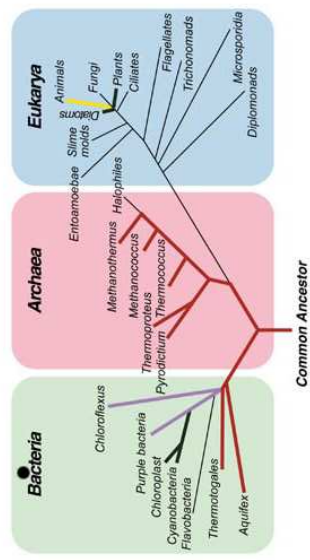 Bacteria
Archaea
Eukarya
Chloroflexus
Purple bacteria
Chloroplast
Cyanobacteria
Flavobacteria
Thermotogales
Aquifex
Halophiles
Methanothermus
Methanococcus
Thermococcus
Thermoproteus
Pyrodictium
Entoamoebae
Slime
molds
Animals
Diatoms
Fungi
Plants
Ciliates
Flagellates
Trichonomads
Microsporidia
Diplomonads
Common Ancestor